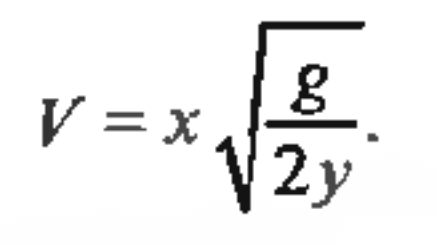 V = x √(g/2y).